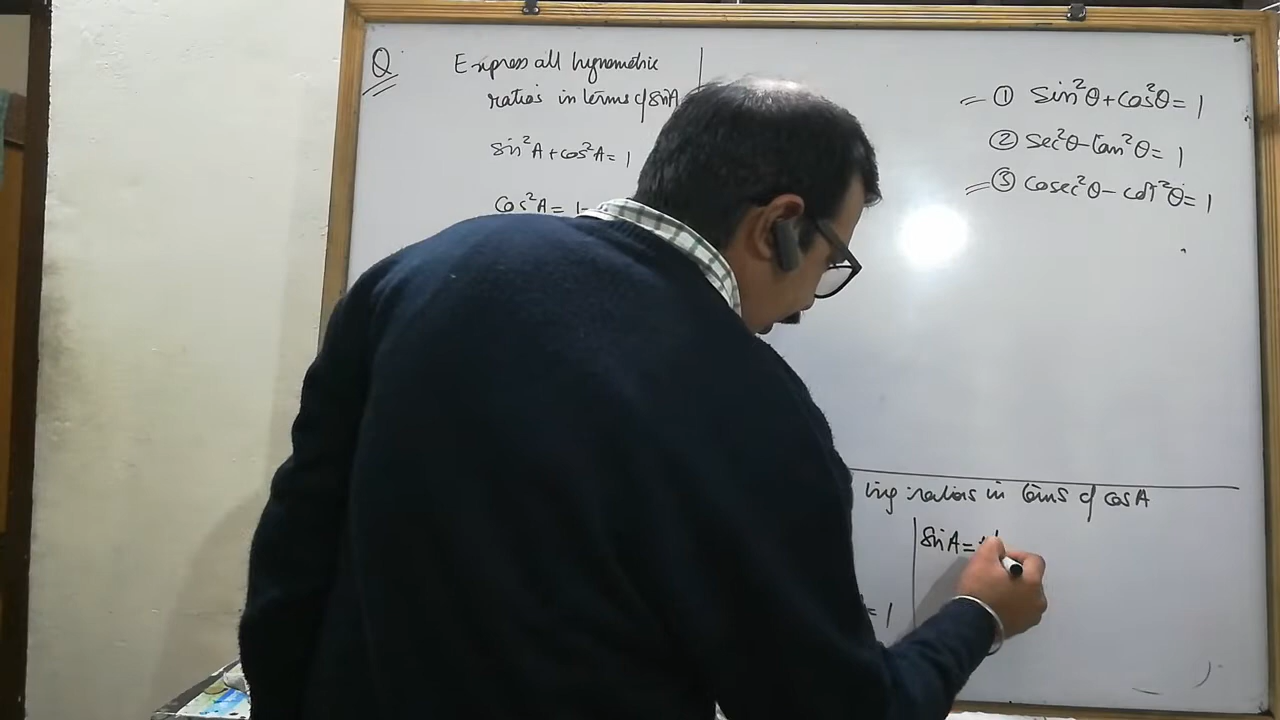 Q
Express all trignometric
ratios in terms of sinA
sin²A + cos²A = 1
cos²A = 1-
① sin²θ + cos²θ = 1
② sec²θ - tan²θ = 1
③ cosec²θ - cot²θ = 1
trig ratios in terms of cosA
sinA =
= 1